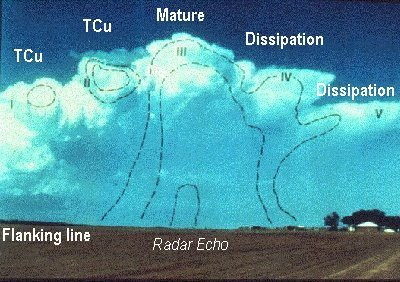 Mature
TCu
Dissipation
TCu
III
II
IV
Dissipation
I
V
Flanking line
Radar Echo